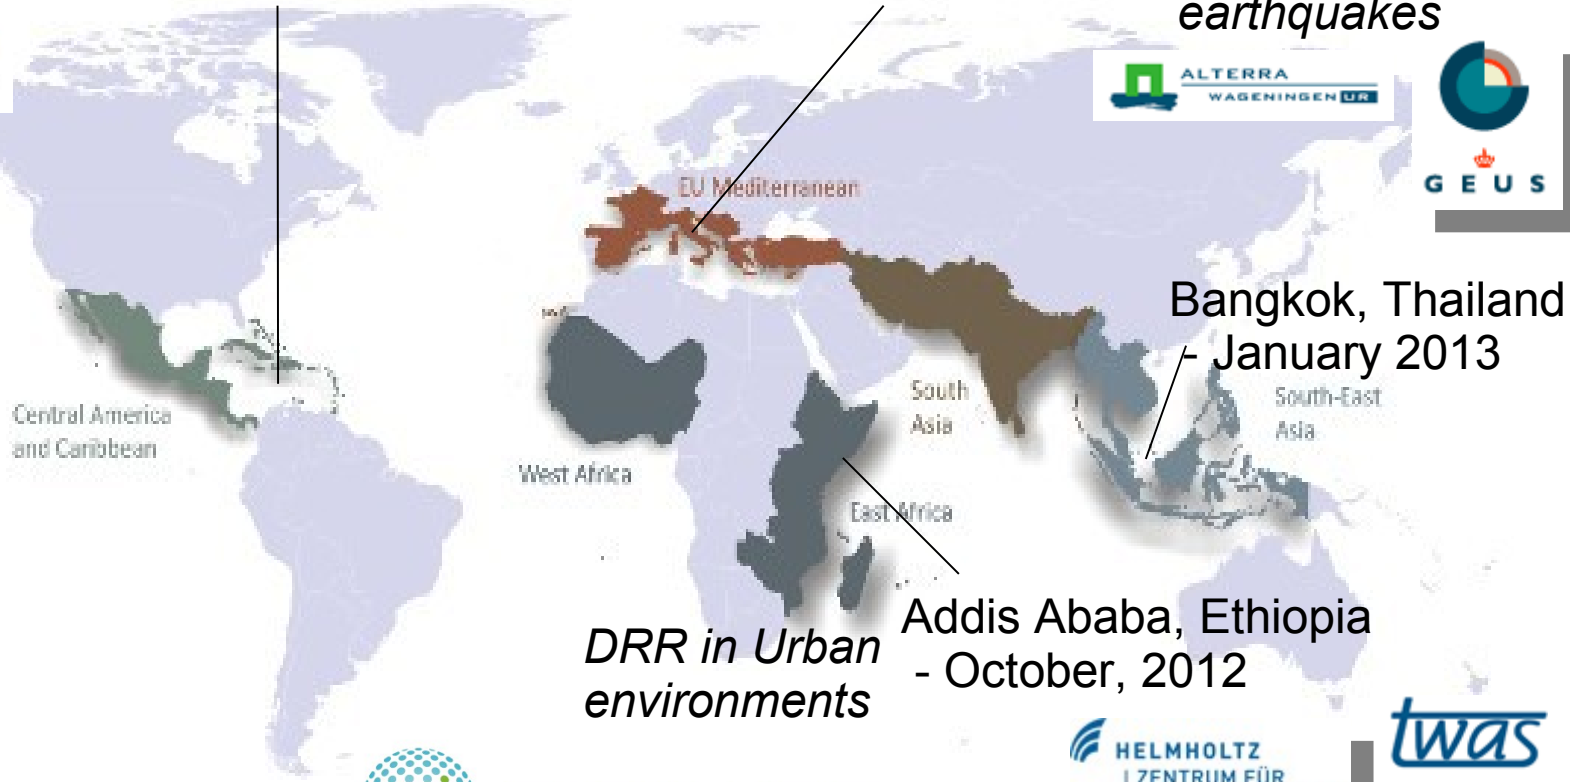 earthquakes
ALTERRA
WAGENINGEN UR
GEUS
EU Mediterranean
Bangkok, Thailand
- January 2013
South
Asia
South-East
Asia
Central America
and Caribbean
West Africa
East Africa
Addis Ababa, Ethiopia
- October, 2012
DRR in Urban
environments
HELMHOLTZ
ZENTRUM FÜR
twas